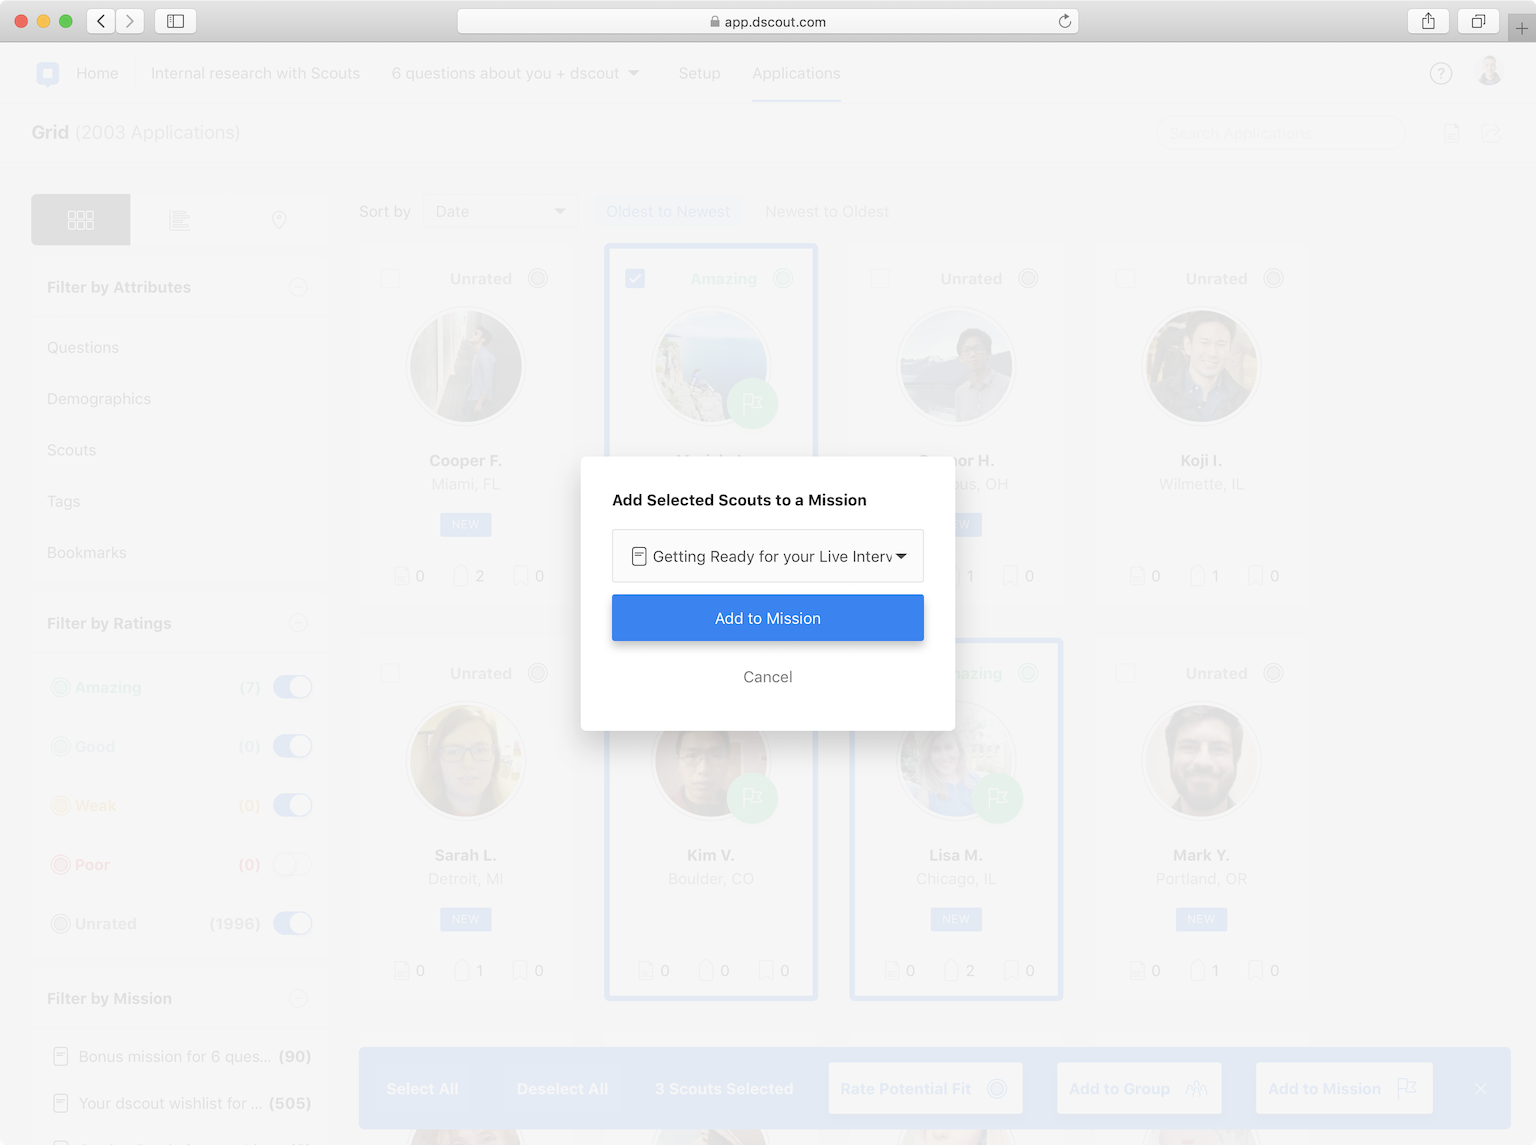 app.dscout.com
Home
Internal research with Scouts
6 questions about you + dscout
Setup
Applications
?
Grid (2003 Applications)
Search Applications
Sort by
Date
Oldest to Newest
Newest to Oldest
Filter by Attributes
Questions
Demographics
Scouts
Tags
Bookmarks
Filter by Ratings
Amazing (7)
Good (0)
Weak (0)
Poor (0)
Unrated (1996)
Filter by Mission
Bonus mission for 6 ques... (90)
Your dscout wishlist for ... (505)
Unrated
Cooper F.
Miami, FL
NEW
0 2 0
Amazing
Unrated
nor H.
bus, OH
EW
1 0
Unrated
Koji I.
Wilmette, IL
0 1 0
Add Selected Scouts to a Mission
Getting Ready for your Live Interv
Add to Mission
Cancel
Unrated
Sarah L.
Detroit, MI
NEW
0 1 0
Kim V.
Boulder, CO
0 0 0
azing
Lisa M.
Chicago, IL
NEW
0 2 0
Unrated
Mark Y.
Portland, OR
NEW
0 1 0
Select All
Deselect All
3 Scouts Selected
Rate Potential Fit
Add to Group
Add to Mission